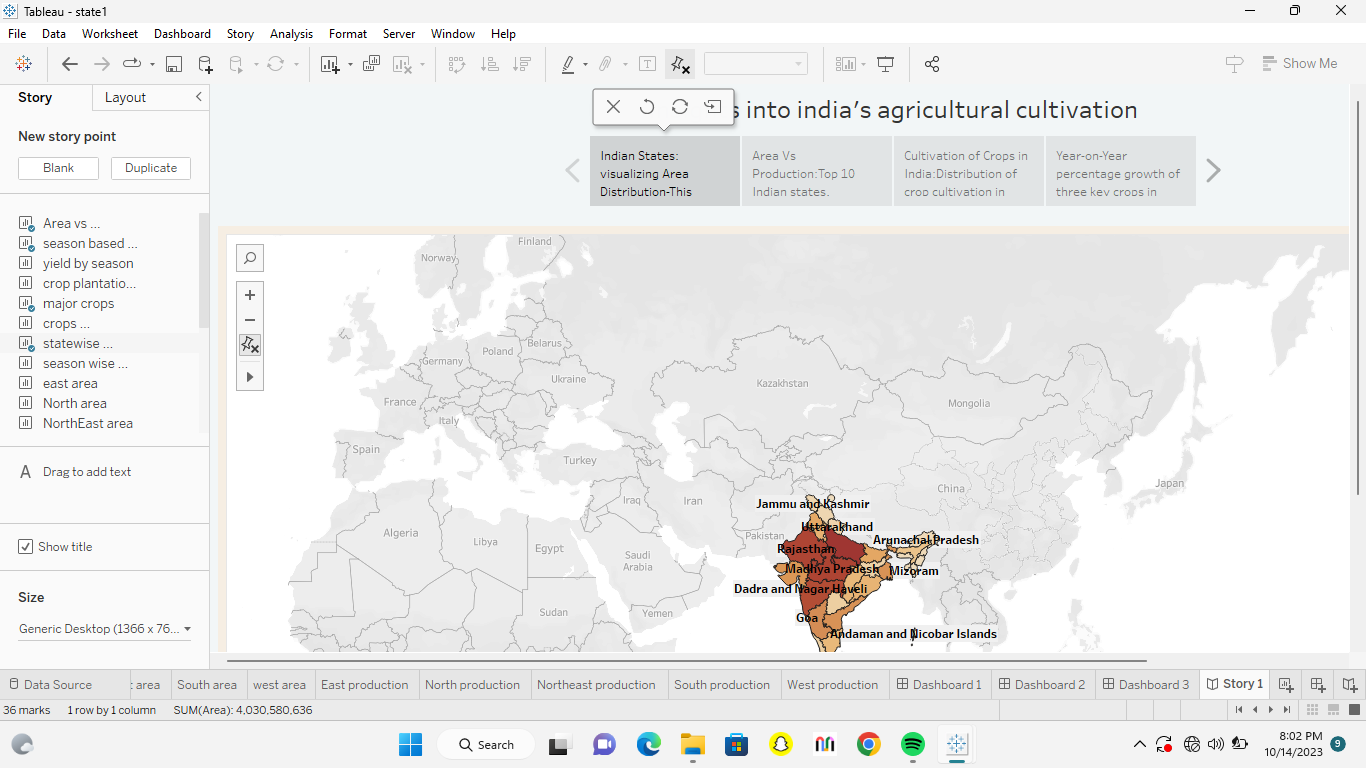 Tableau - state1
File Data Worksheet Dashboard Story Analysis Format Server Window Help
Show Me
Story Layout
New story point
Blank Duplicate
Area vs ...
season based ...
yield by season
crop plantatio...
major crops
crops ...
statewise ...
season wise ...
east area
North area
NorthEast area
A Drag to add text
Show title
Size
Generic Desktop (1366 x 76...
into india's agricultural cultivation
Indian States:
visualizing Area
Distribution-This
Area Vs
Production:Top 10
Indian states.
Cultivation of Crops in
India:Distribution of
crop cultivation in
Year-on-Year
percentage growth of
three key crops in
Finland
Norway
Belarus
Poland
Germany
Ukraine
France
Kazakhstan
Mongolia
Italy
Spain
Turkey
Japan
China
Iraq
Iran
Jammu and Kashmir
Uttarakhand
Algeria
Libya
Egypt
Pakistan
Arunachal Pradesh
Rajasthan
Saudi
Arabia
Madhya Pradesh
Mizoram
Dadra and Nagar Haveli
Sudan
Yemen
Goa
Andaman and Nicobar Islands
Data Source area South area west area East production North production Northeast production South production West production Dashboard 1 Dashboard 2 Dashboard 3 Story 1
36 marks 1 row by 1 column SUM(Area): 4,030,580,636
Search
8:02 PM
10/14/2023
9